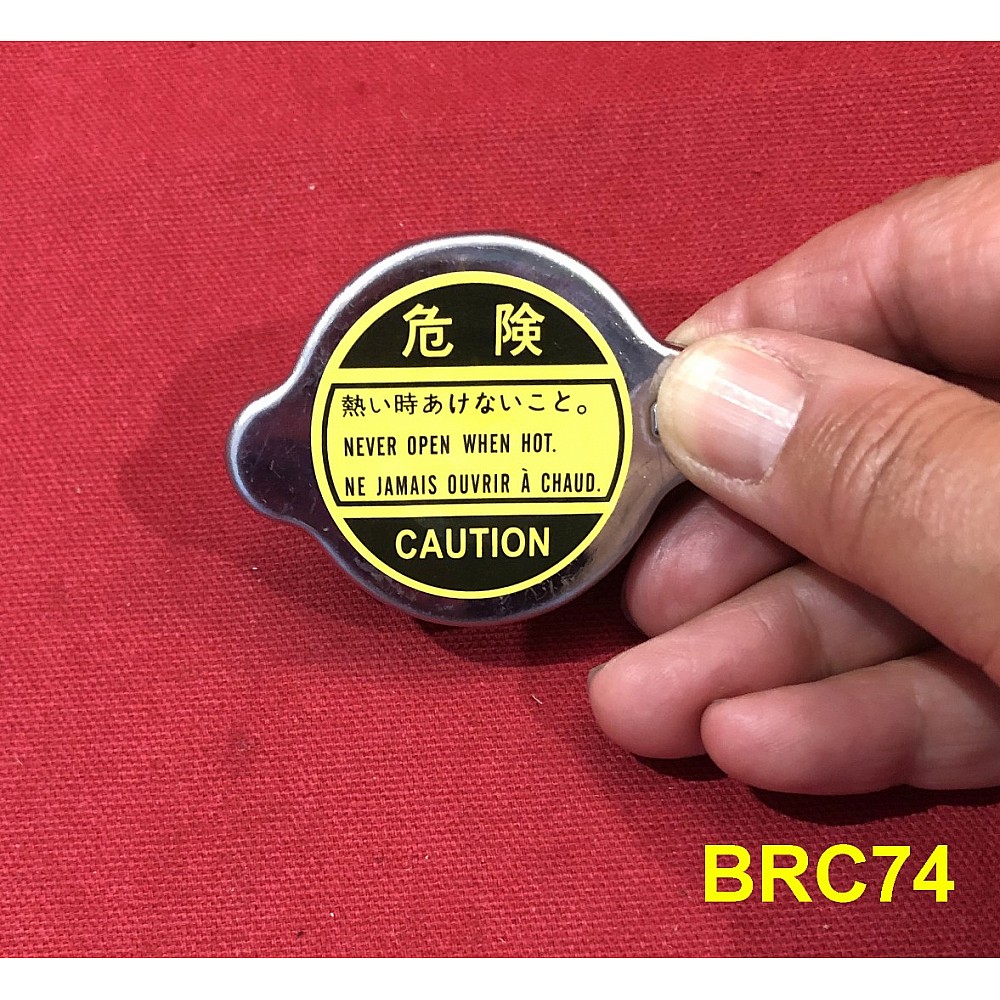 危険
熱い時あけないこと。
NEVER OPEN WHEN HOT.
NE JAMAIS OUVRIR À CHAUD.
CAUTION
BRC74